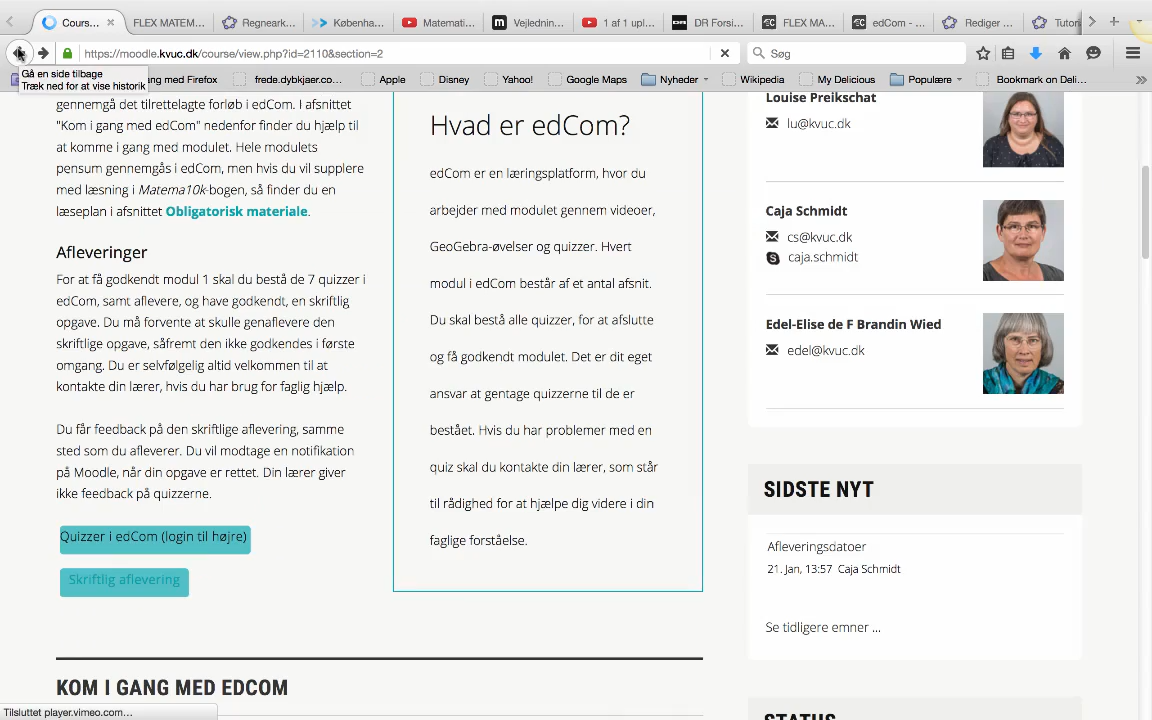 Cours...
FLEX MATEM...
Regneark...
Københa...
Matemati...
Vejlednin...
1 af 1 upl...
DR Forsi...
FLEX MA...
edCom - ...
Rediger ...
Tutori
https://moodle.kvuc.dk/course/view.php?id=2110&section=2
Søg
Gå en side tilbage
Træk ned for at vise historik
ang med Firefox
frede.dybkjaer.co...
Apple
Disney
Yahoo!
Google Maps
Nyheder
Wikipedia
My Delicious
Populære
Bookmark on Deli...
gennemgå det tilrettelagte forløb i edCom. I afsnittet
"Kom i gang med edCom" nedenfor finder du hjælp til
at komme i gang med modulet. Hele modulets
pensum gennemgås i edCom, men hvis du vil supplere
med læsning i Matema10k-bogen, så finder du en
læseplan i afsnittet Obligatorisk materiale.
Afleveringer
For at få godkendt modul 1 skal du bestå de 7 quizzer i
edCom, samt aflevere, og have godkendt, en skriftlig
opgave. Du må forvente at skulle genaflevere den
skriftlige opgave, såfremt den ikke godkendes i første
omgang. Du er selvfølgelig altid velkommen til at
kontakte din lærer, hvis du har brug for faglig hjælp.
Du får feedback på den skriftlige aflevering, samme
sted som du afleverer. Du vil modtage en notifikation
på Moodle, når din opgave er rettet. Din lærer giver
ikke feedback på quizzerne.
Quizzer i edCom (login til højre)
Skriftlig aflevering
Hvad er edCom?
edCom er en læringsplatform, hvor du
arbejder med modulet gennem videoer,
GeoGebra-øvelser og quizzer. Hvert
modul i edCom består af et antal afsnit.
Du skal bestå alle quizzer, for at afslutte
og få godkendt modulet. Det er dit eget
ansvar at gentage quizzerne til de er
bestået. Hvis du har problemer med en
quiz skal du kontakte din lærer, som står
til rådighed for at hjælpe dig videre i din
faglige forståelse.
KOM I GANG MED EDCOM
Louise Preikschat
lu@kvuc.dk
Caja Schmidt
cs@kvuc.dk
caja.schmidt
Edel-Elise de F Brandin Wied
edel@kvuc.dk
SIDSTE NYT
Afleveringsdatoer
21. Jan, 13:57 Caja Schmidt
Se tidligere emner ...
STATUS
Tilsluttet player.vimeo.com...